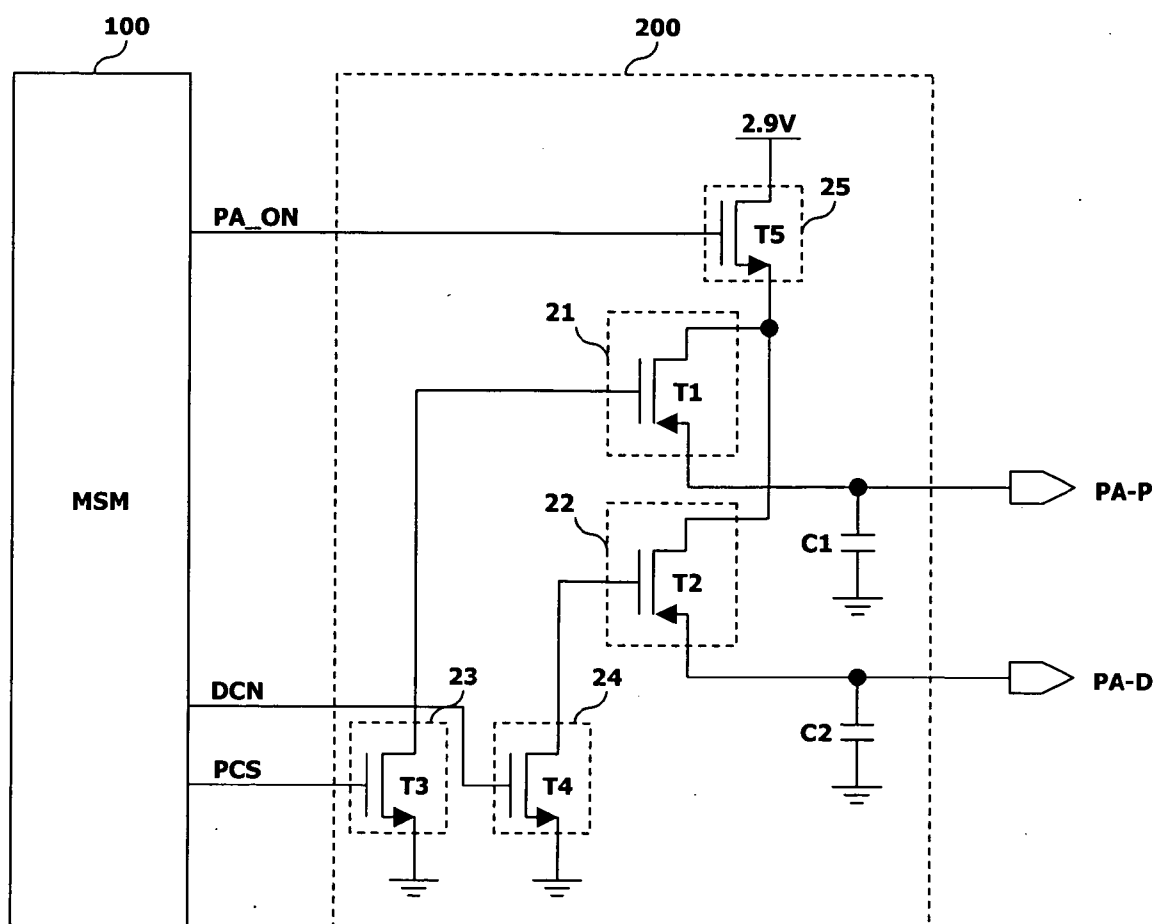 100
200
2.9V
25
PA_ON
T5
21
T1
MSM
PA-P
22
C1
T2
DCN
23
24
PA-D
C2
PCS
T3
T4